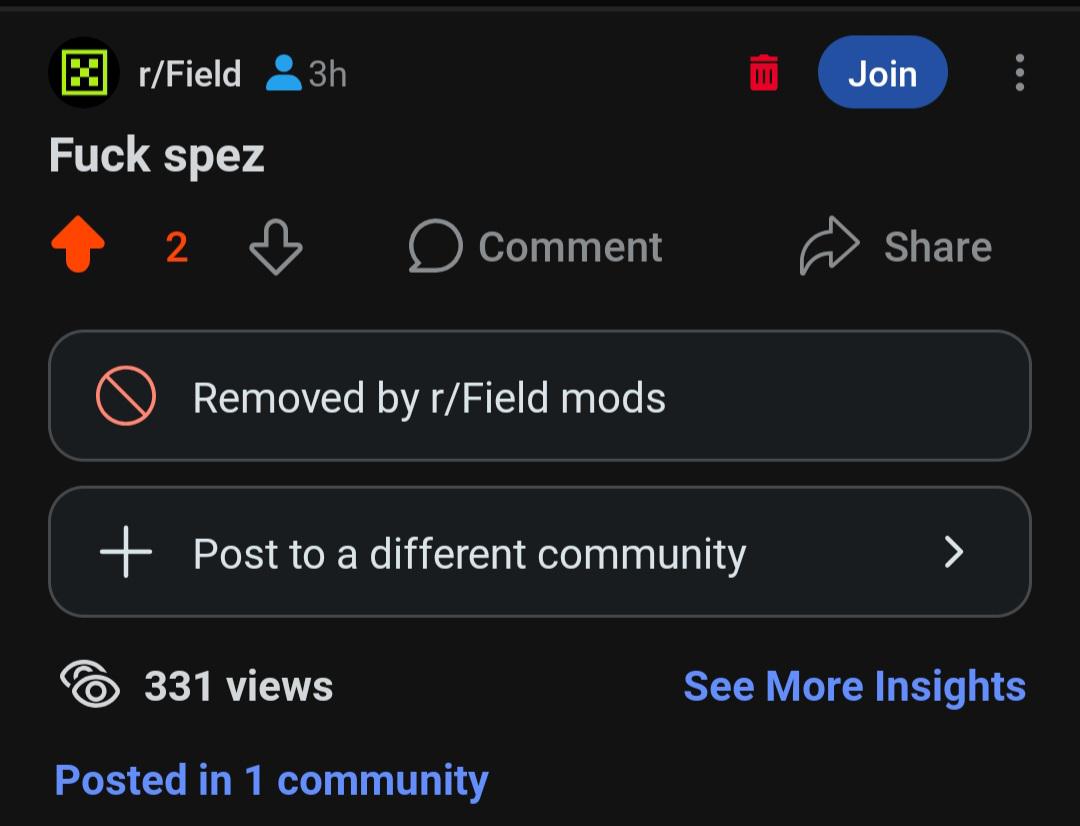 r/Field 3h Join
Fuck spez
2 Comment Share
Removed by r/Field mods
Post to a different community
331 views See More Insights
Posted in 1 community